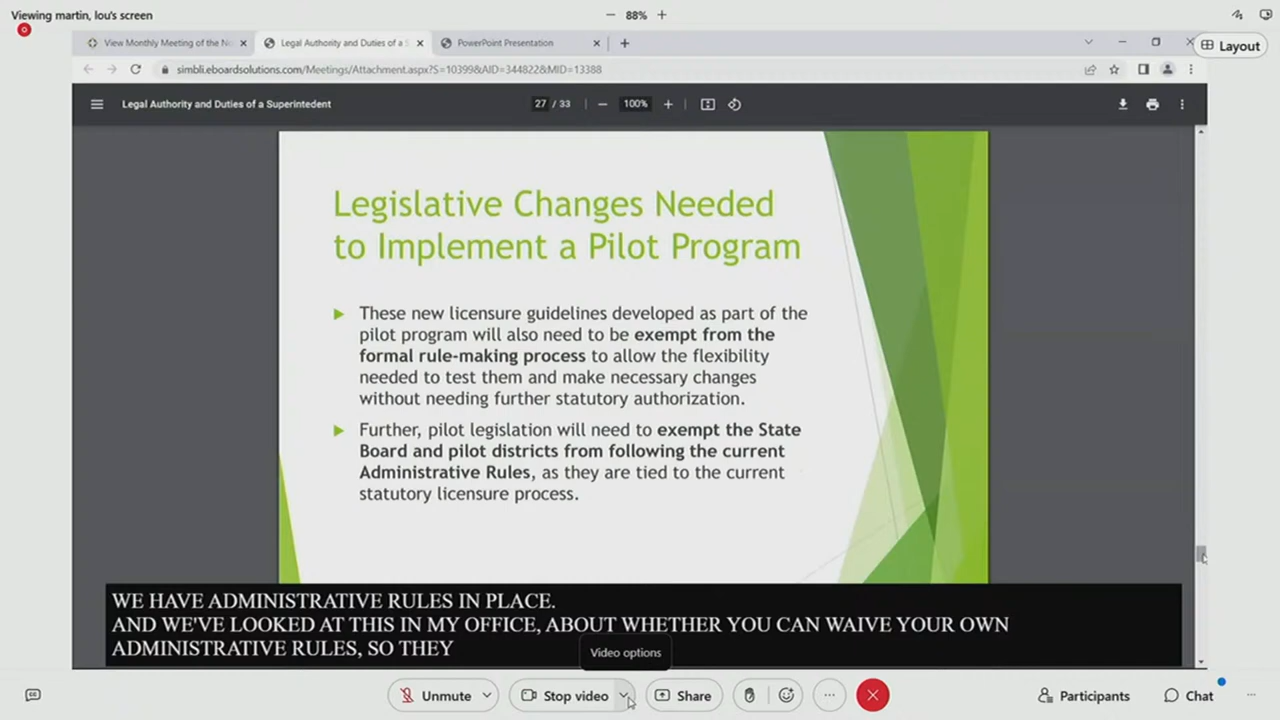 Viewing martin, lou's screen
88%
Layout
View Monthly Meeting of the No
Legal Authority and Duties of a S
PowerPoint Presentation
simbli.eboardsolutions.com/Meetings/Attachment.aspx?S=10399&AID=344822&MID=13388
Legal Authority and Duties of a Superintedent
27 / 33
100%
Legislative Changes Needed
to Implement a Pilot Program
These new licensure guidelines developed as part of the
pilot program will also need to be exempt from the
formal rule-making process to allow the flexibility
needed to test them and make necessary changes
without needing further statutory authorization.
Further, pilot legislation will need to exempt the State
Board and pilot districts from following the current
Administrative Rules, as they are tied to the current
statutory licensure process.
WE HAVE ADMINISTRATIVE RULES IN PLACE.
AND WE'VE LOOKED AT THIS IN MY OFFICE, ABOUT WHETHER YOU CAN WAIVE YOUR OWN
ADMINISTRATIVE RULES, SO THEY
Video options
Unmute
Stop video
Share
Participants
Chat